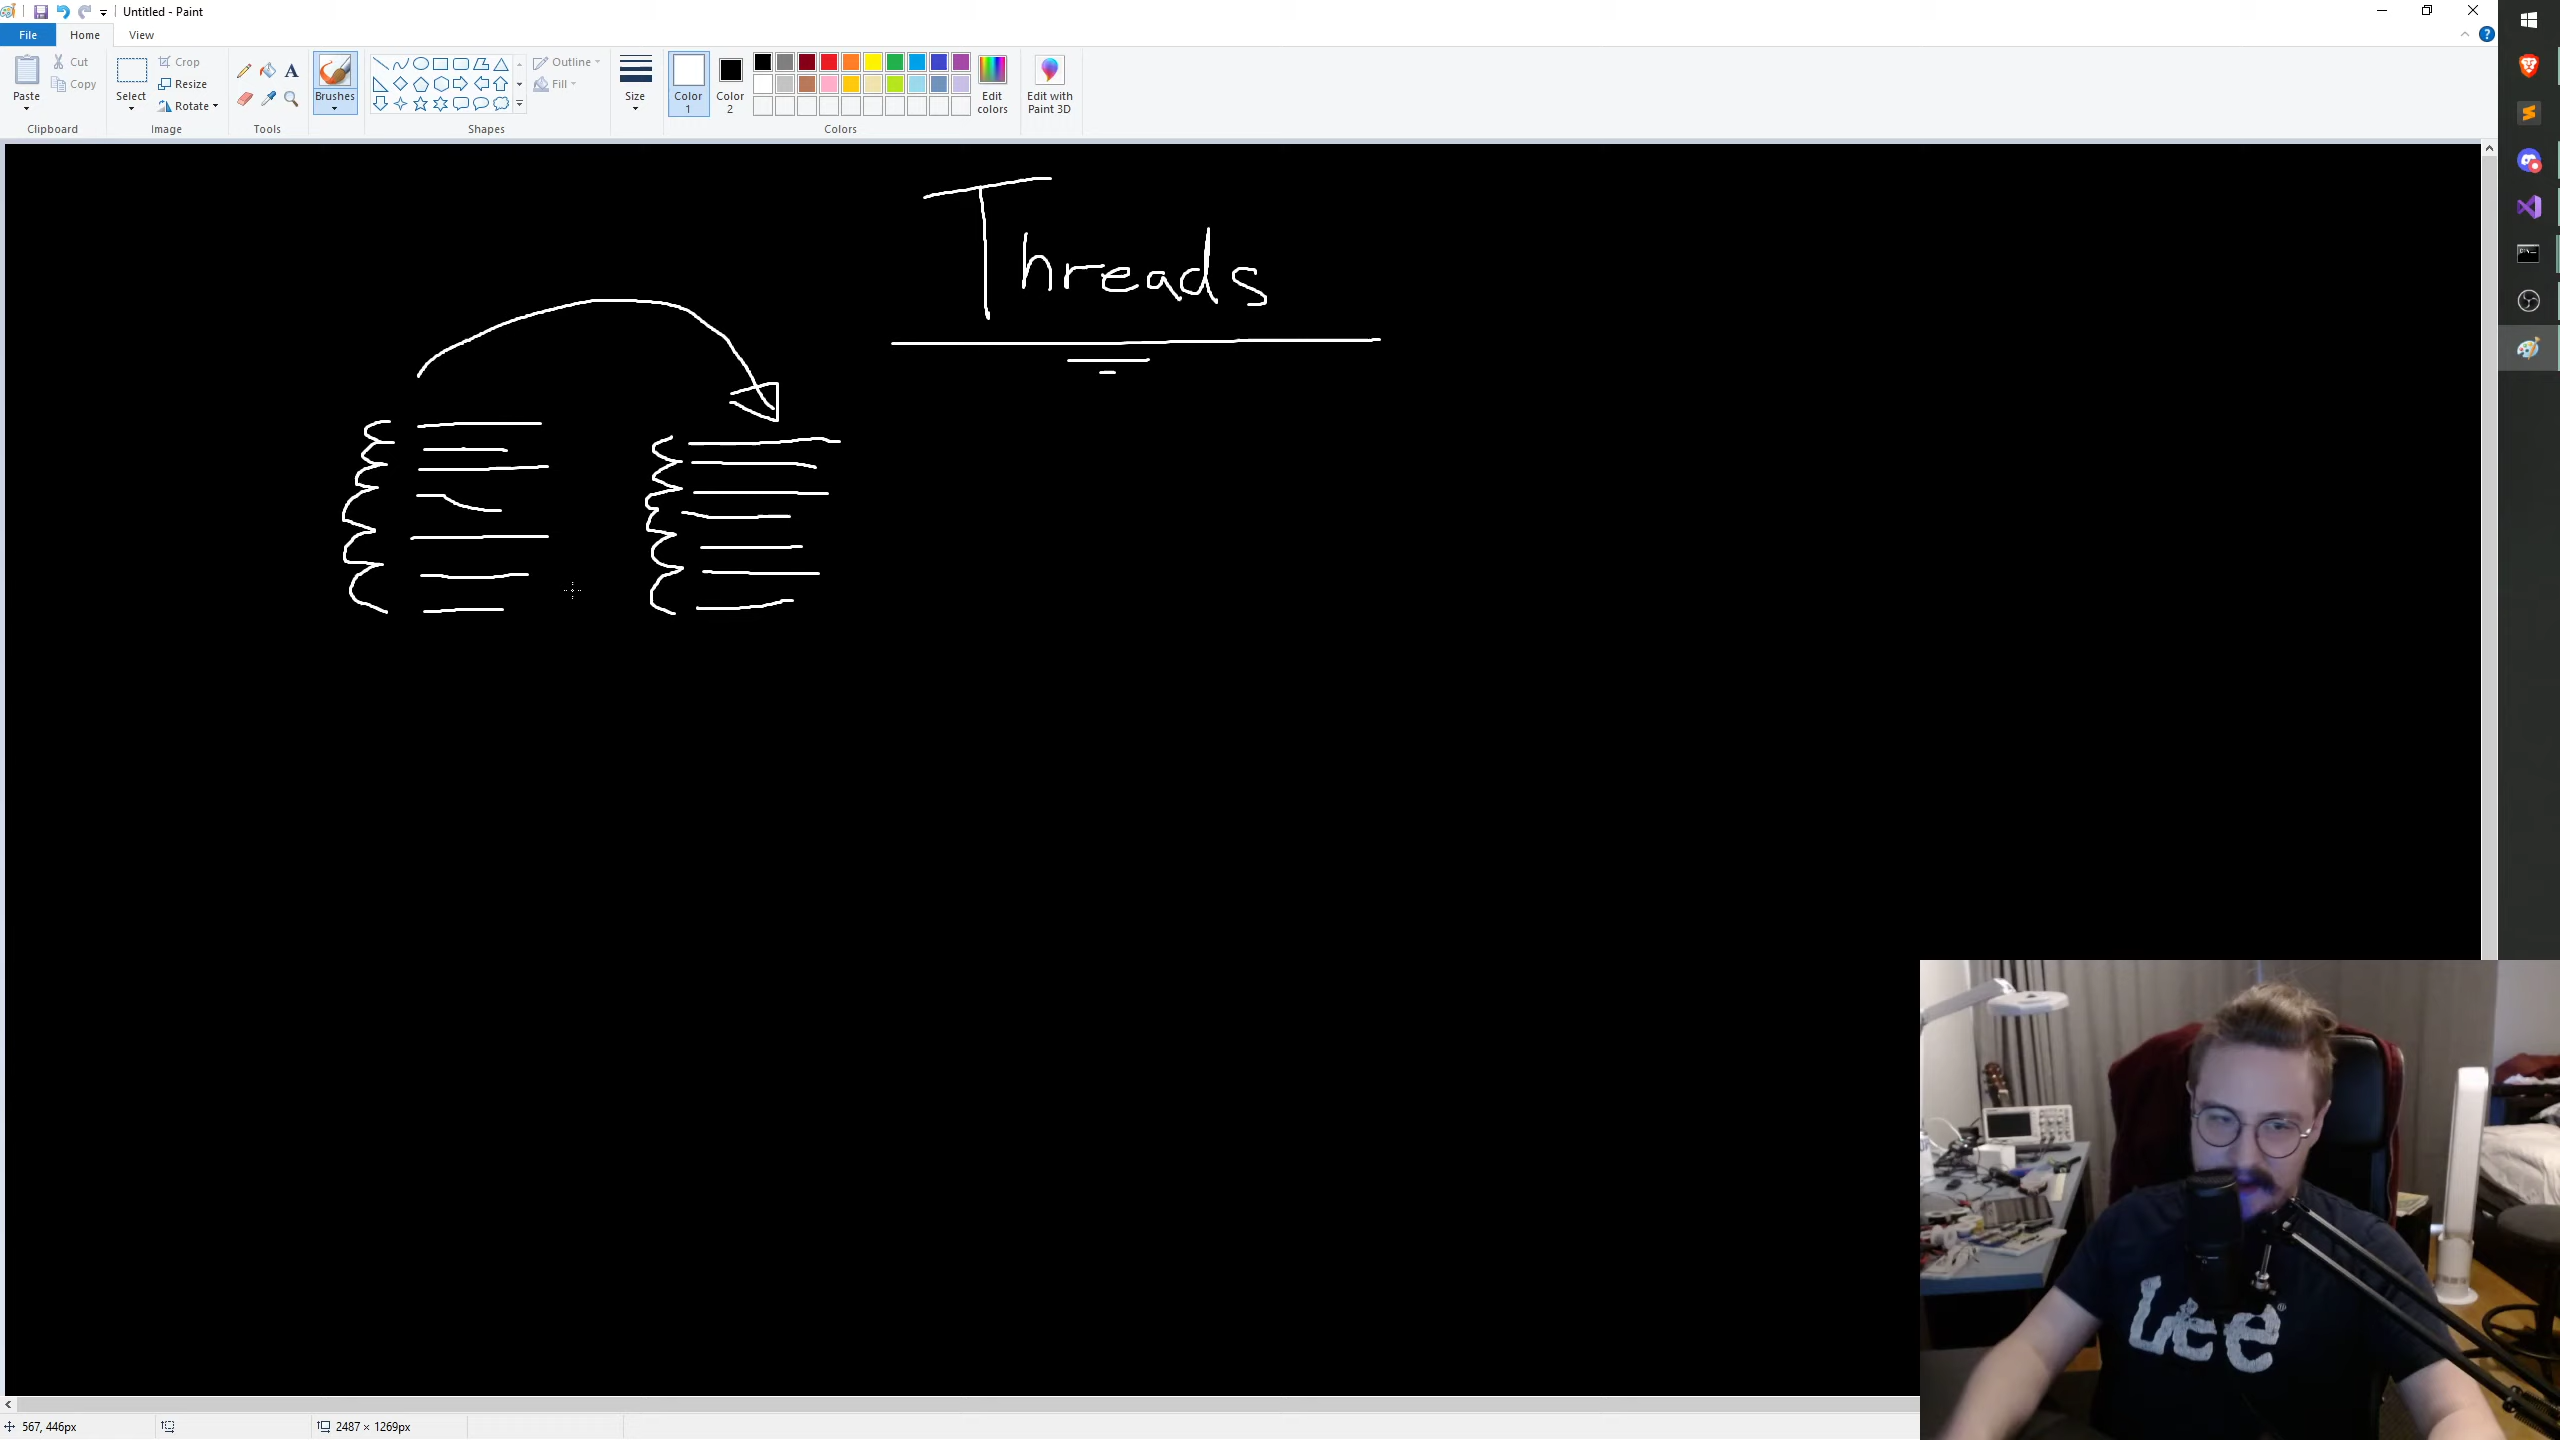 Untitled - Paint
File Home View
Paste
Cut
Copy
Clipboard
Select
Crop
Resize
Rotate
Image
Tools
Brushes
Shapes
Outline
Fill
Size
Color 1
Color 2
Colors
Edit colors
Edit with Paint 3D
Threads
Lee
567, 446px
2487 × 1269px